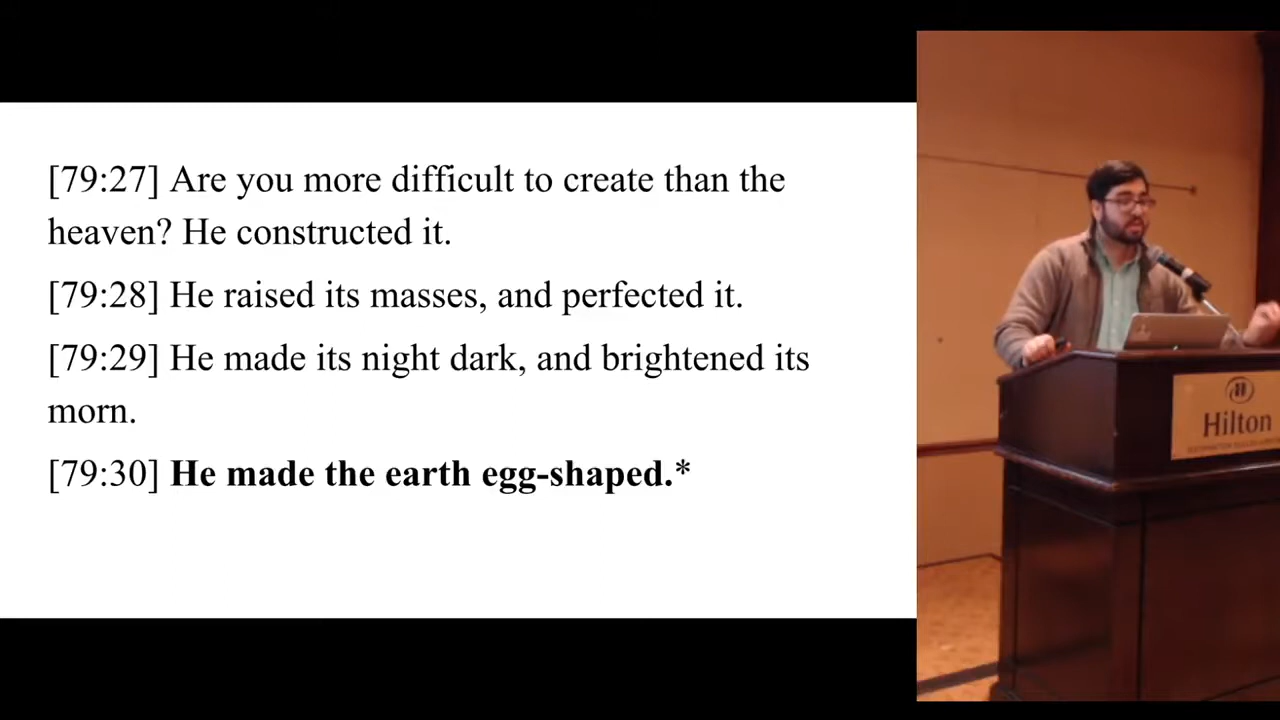 [79:27] Are you more difficult to create than the
heaven? He constructed it.
[79:28] He raised its masses, and perfected it.
[79:29] He made its night dark, and brightened its
morn.
[79:30] He made the earth egg-shaped.*
Hilton